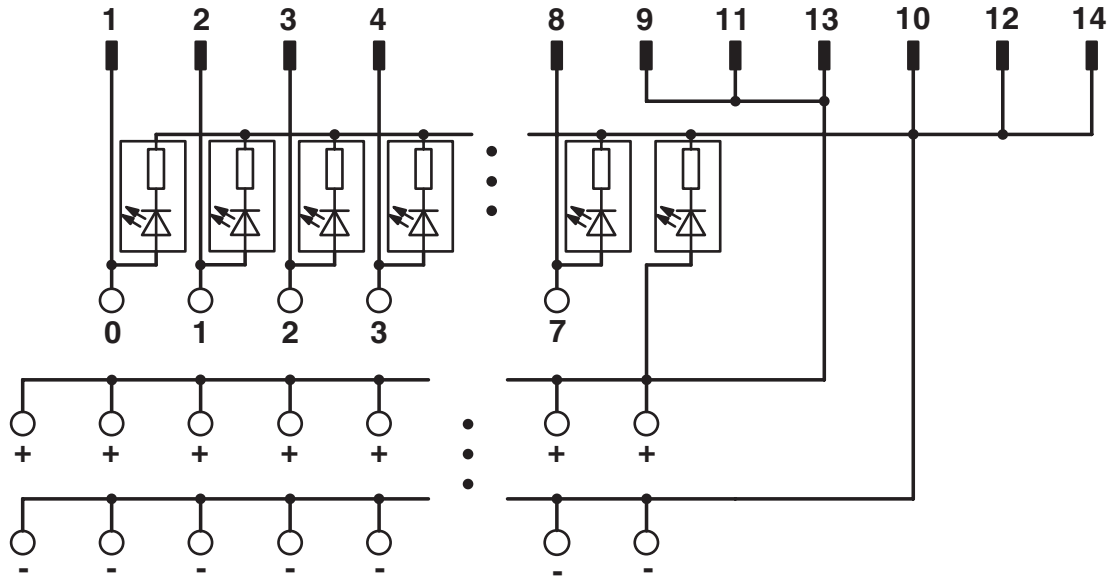 1 2 3 4 8 9 11 13 10 12 14
0 1 2 3 7
+ + + + + + +
- - - - - - -